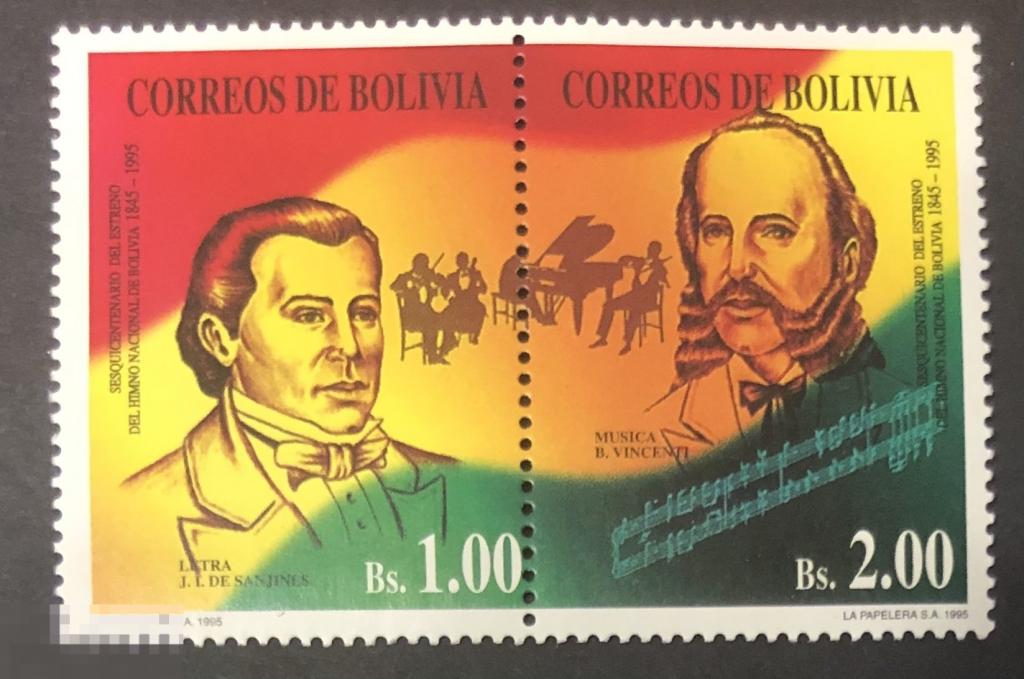 CORREOS DE BOLIVIA
SESQUICENTENARIO DEL ESTRENO
DEL HIMNO NACIONAL DE BOLIVIA 1845 - 1995
LETRA
J. I. DE SANJINES
Bs. 1.00
A. 1995
CORREOS DE BOLIVIA
SESQUICENTENARIO DEL ESTRENO
DEL HIMNO NACIONAL DE BOLIVIA 1845 - 1995
MUSICA
B. VINCENTI
Bs. 2.00
LA PAPELERA S.A. 1995